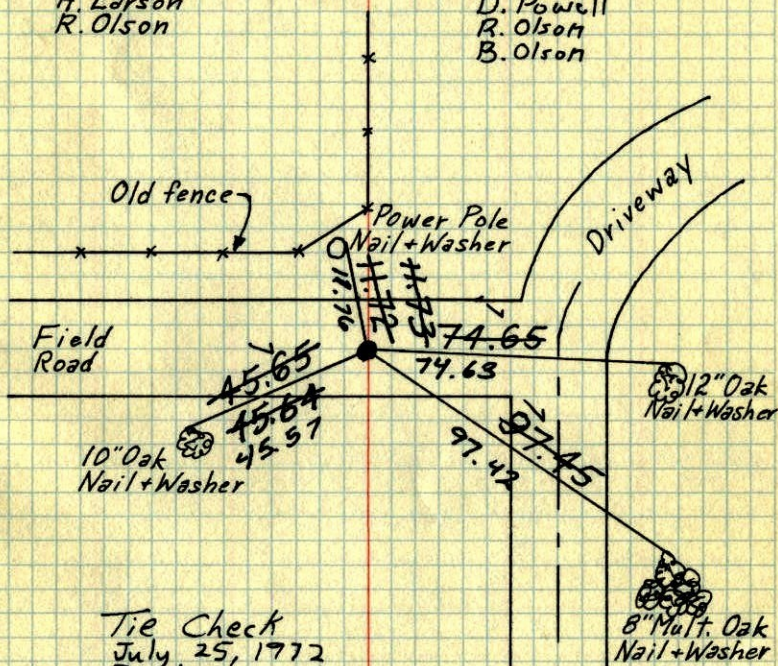 H. Larson
R. Olson
D. Powell
R. Olson
B. Olson
Old fence
Driveway
Power Pole
Nail + Washer
11.72
11.73
74.65
74.63
Field
Road
45.65
45.64
45.57
12" Oak
Nail + Washer
97.45
97.42
10" Oak
Nail + Washer
8" Mult. Oak
Nail + Washer
Tie Check
July 25, 1972